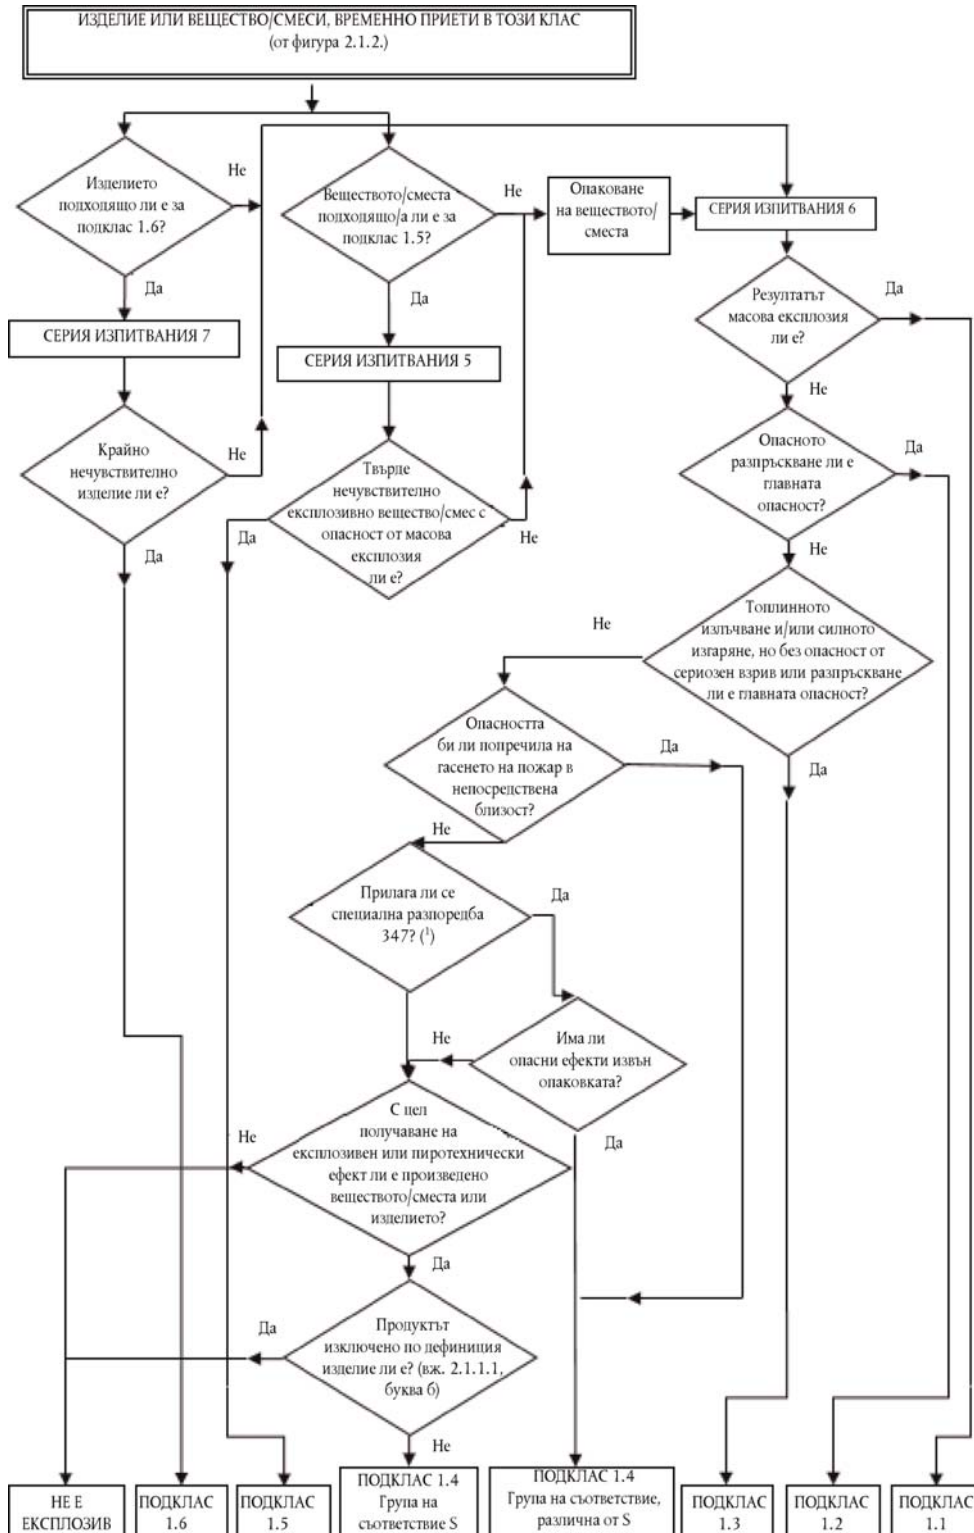 ИЗДЕЛИЕ ИЛИ ВЕЩЕСТВО/СМЕСИ, ВРЕМЕННО ПРИЕТИ В ТОЗИ КЛАС
(от фигура 2.1.2.)
Не
Не
Изделието
подходящо ли е за
подклас 1.6?
Веществото/сместа
подходящо/а ли е за
подклас 1.5?
Опаковане
на веществото/
сместа
СЕРИЯ ИЗПИТВАНИЯ 6
Да
Да
Резултатът
масова експлозия
ли е?
Да
СЕРИЯ ИЗПИТВАНИЯ 7
СЕРИЯ ИЗПИТВАНИЯ 5
Не
Крайно
нечувствително
изделие ли е?
Не
Опасното
разпръскване ли е
главната
опасност?
Да
Твърде
нечувствително
експлозивно вещество/смес с
опасност от масова
експлозия
ли е?
Да
Не
Да
Не
Топлинното
излъчване и/или силното
изгаряне, но без опасност от
сериозен взрив или разпръскване
ли е главната опасност?
Не
Опасността
би ли попречила на
гасенето на пожар в
непосредствена
близост?
Да
Да
Не
Прилага ли се
специална разпоредба
347? (¹)
Да
Не
Има ли
опасни ефекти извън
опаковката?
С цел
получаване на
експлозивен или пиротехнически
ефект ли е произведено
веществото/сместа или
изделието?
Не
Да
Да
Да
Продуктът
изключено по дефиниция
изделие ли е? (вж. 2.1.1.1,
буква б)
Не
НЕ Е
ЕКСПЛОЗИВ
ПОДКЛАС
1.6
ПОДКЛАС
1.5
ПОДКЛАС 1.4
Група на
съответствие S
ПОДКЛАС 1.4
Група на съответствие,
различна от S
ПОДКЛАС
1.3
ПОДКЛАС
1.2
ПОДКЛАС
1.1